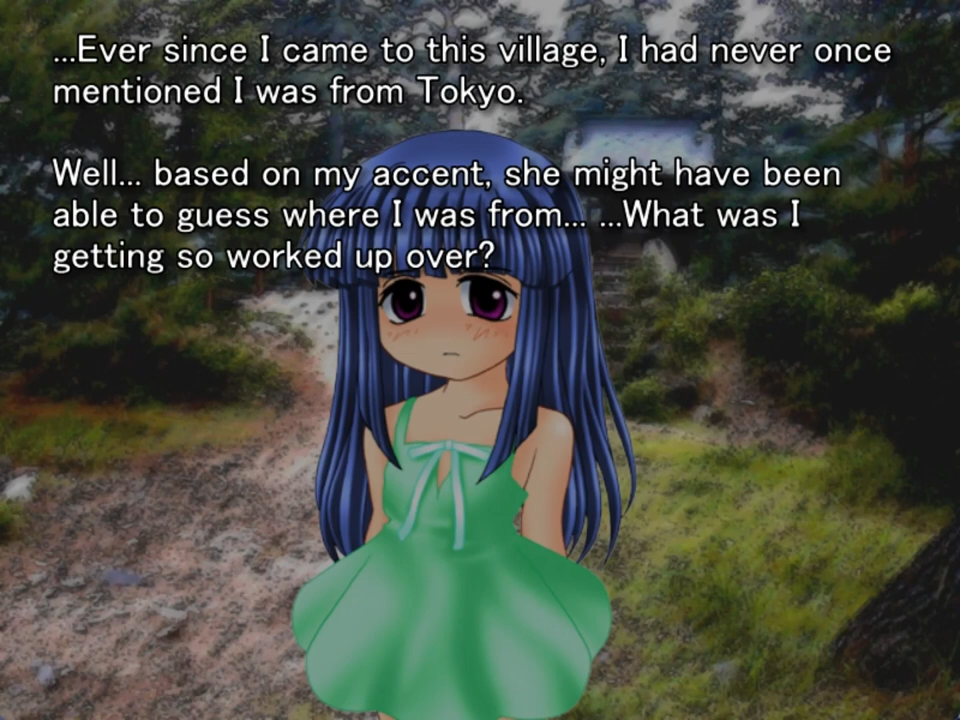 ...Ever since I came to this village, I had never once
mentioned I was from Tokyo.
Well... based on my accent, she might have been
able to guess where I was from... ...What was I
getting so worked up over?